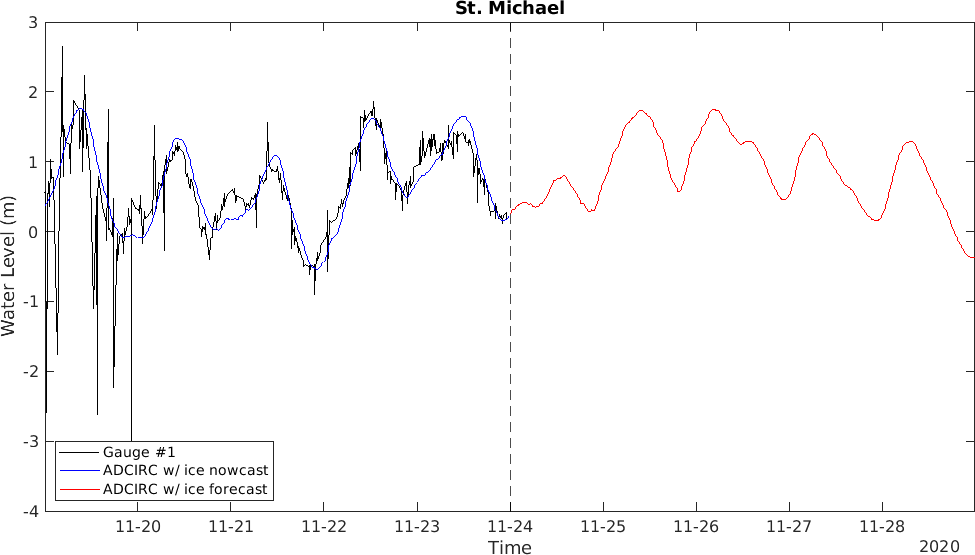 St. Michael
3
2
1
0
-1
-2
-3
-4
Water Level (m)
Gauge #1
ADCIRC w/ ice nowcast
ADCIRC w/ ice forecast
11-20 11-21 11-22 11-23 11-24 11-25 11-26 11-27 11-28
Time
2020